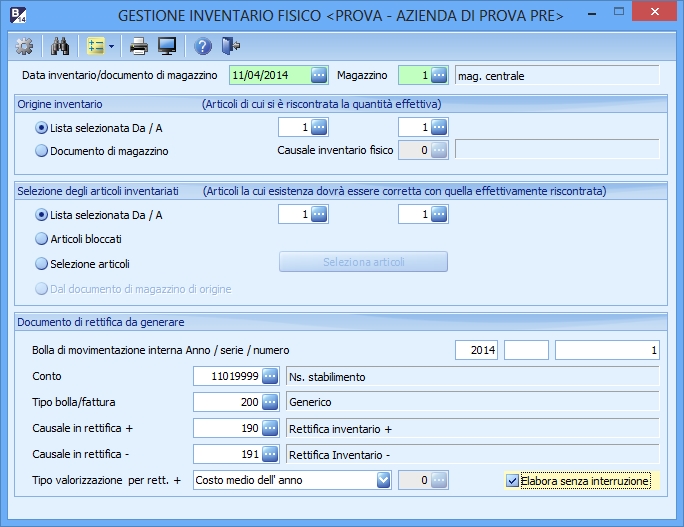 B 14
GESTIONE INVENTARIO FISICO <PROVA - AZIENDA DI PROVA PRE>
Data inventario/documento di magazzino 11/04/2014 ... Magazzino 1 ... mag. centrale
Origine inventario (Articoli di cui si è riscontrata la quantità effettiva)
Lista selezionata Da / A 1 ... 1 ...
Documento di magazzino Causale inventario fisico 0 ...
Selezione degli articoli inventariati (Articoli la cui esistenza dovrà essere corretta con quella effettivamente riscontrata)
Lista selezionata Da / A 1 ... 1 ...
Articoli bloccati
Selezione articoli Seleziona articoli
Dal documento di magazzino di origine
Documento di rettifica da generare
Bolla di movimentazione interna Anno / serie / numero 2014 1
Conto 11019999 ... Ns. stabilimento
Tipo bolla/fattura 200 ... Generico
Causale in rettifica + 190 ... Rettifica inventario +
Causale in rettifica - 191 ... Rettifica Inventario -
Tipo valorizzazione per rett. + Costo medio dell' anno 0 ... Elabora senza interruzione